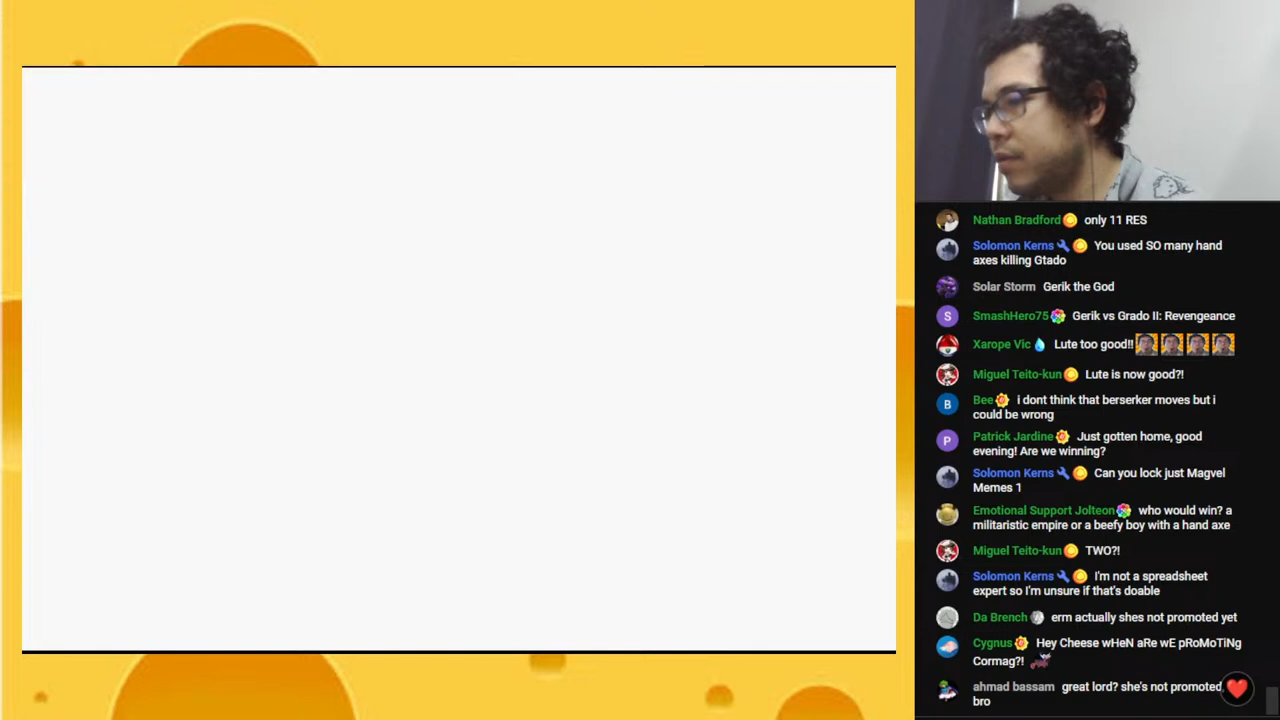 Nathan Bradford only 11 RES
Solomon Kerns You used SO many hand
axes killing Gtado
Solar Storm Gerik the God
S SmashHero75 Gerik vs Grado II: Revengeance
Xarope Vic Lute too good!!
Miguel Teito-kun Lute is now good?!
B Bee i dont think that berserker moves but i
could be wrong
P Patrick Jardine Just gotten home, good
evening! Are we winning?
Solomon Kerns Can you lock just Magvel
Memes 1
Emotional Support Jolteon who would win? a
militaristic empire or a beefy boy with a hand axe
Miguel Teito-kun TWO?!
Solomon Kerns I'm not a spreadsheet
expert so I'm unsure if that's doable
Da Brench erm actually shes not promoted yet
Cygnus Hey Cheese wHeN aRe wE pRoMoTiNg
Cormag?!
ahmad bassam great lord? she's not promoted
bro